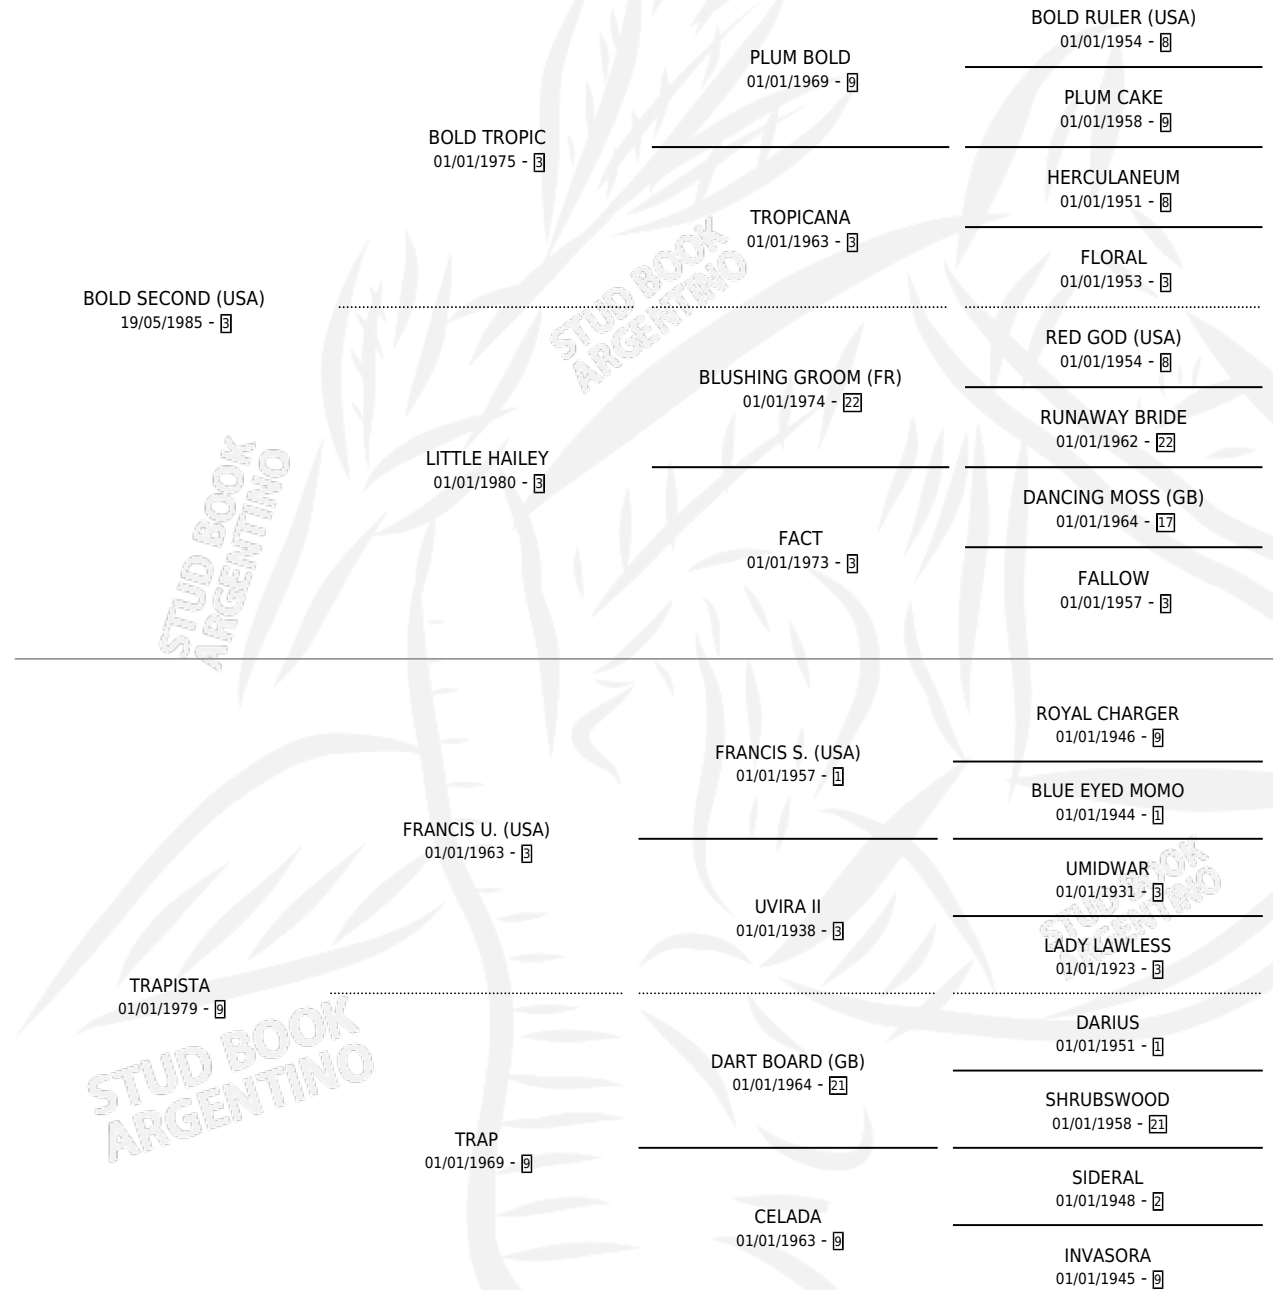 BOLD RULER (USA)
01/01/1954 - 8
PLUM BOLD
01/01/1969 - 9
PLUM CAKE
01/01/1958 - 9
BOLD TROPIC
01/01/1975 - 3
HERCULANEUM
01/01/1951 - 8
TROPICANA
01/01/1963 - 3
FLORAL
01/01/1953 - 3
BOLD SECOND (USA)
19/05/1985 - 3
RED GOD (USA)
01/01/1954 - 8
BLUSHING GROOM (FR)
01/01/1974 - 22
RUNAWAY BRIDE
01/01/1962 - 22
LITTLE HAILEY
01/01/1980 - 3
DANCING MOSS (GB)
01/01/1964 - 17
FACT
01/01/1973 - 3
FALLOW
01/01/1957 - 3
ROYAL CHARGER
01/01/1946 - 9
FRANCIS S. (USA)
01/01/1957 - 1
BLUE EYED MOMO
01/01/1944 - 1
FRANCIS U. (USA)
01/01/1963 - 3
UMIDWAR
01/01/1931 - 3
UVIRA II
01/01/1938 - 3
LADY LAWLESS
01/01/1923 - 3
TRAPISTA
01/01/1979 - 9
DARIUS
01/01/1951 - 1
DART BOARD (GB)
01/01/1964 - 21
SHRUBSWOOD
01/01/1958 - 21
TRAP
01/01/1969 - 9
SIDERAL
01/01/1948 - 2
CELADA
01/01/1963 - 9
INVASORA
01/01/1945 - 9
STUD BOOK
ARGENTINO
STUD BOOK
ARGENTINO
STUD BOOK
ARGENTINO
STUD BOOK
ARGENTINO